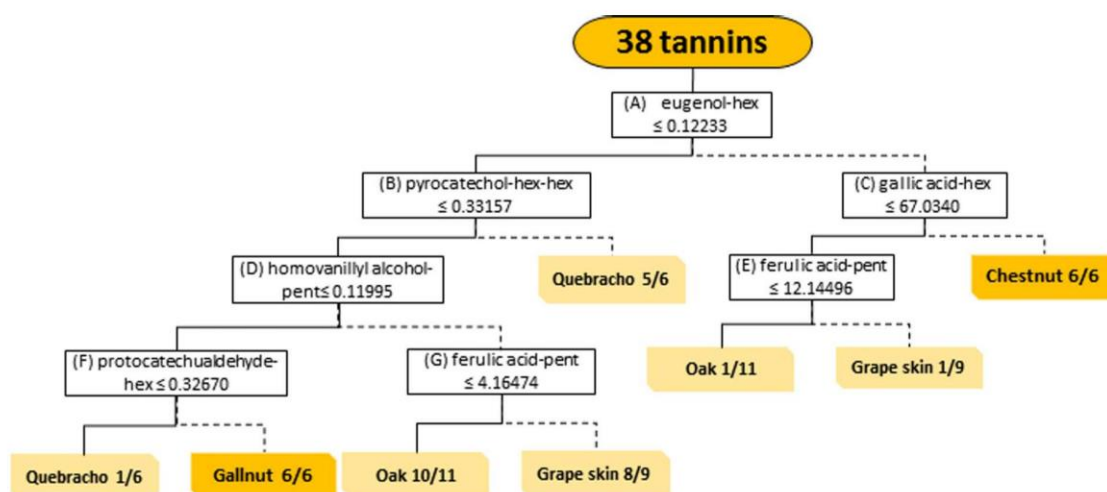 38 tannins
(A) eugenol-hex
≤ 0.12233
(B) pyrocatechol-hex-hex
≤ 0.33157
(C) gallic acid-hex
≤ 67.0340
(D) homovanillyl alcohol-
pent≤ 0.11995
Quebracho 5/6
(E) ferulic acid-pent
≤ 12.14496
Chestnut 6/6
(F) protocatechualdehyde-
hex ≤ 0.32670
(G) ferulic acid-pent
≤ 4.16474
Oak 1/11
Grape skin 1/9
Quebracho 1/6
Gallnut 6/6
Oak 10/11
Grape skin 8/9